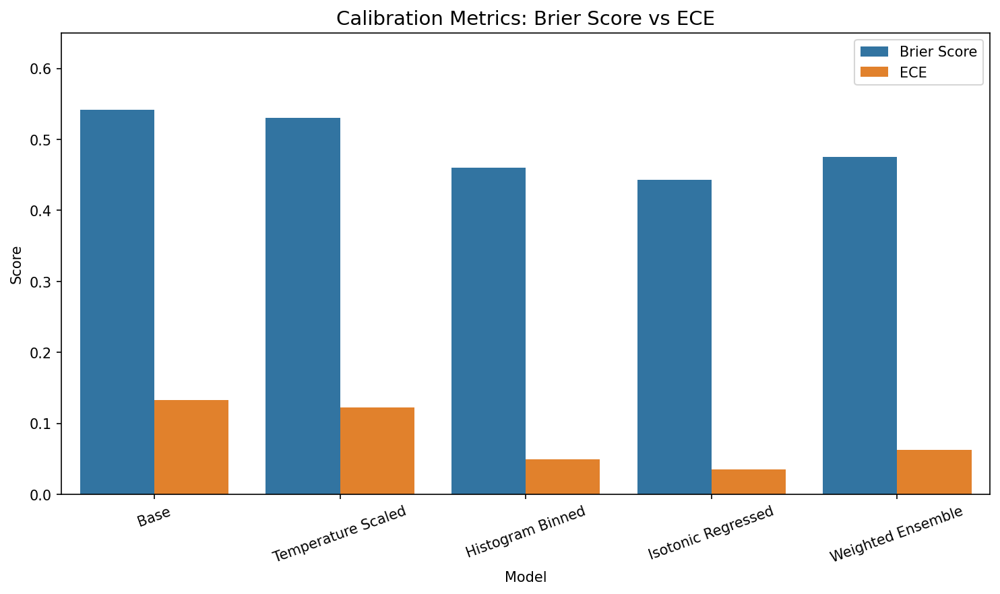 Calibration Metrics: Brier Score vs ECE
Brier Score
ECE
Score
0.6
0.5
0.4
0.3
0.2
0.1
0.0
Base
Temperature Scaled
Histogram Binned
Isotonic Regressed
Weighted Ensemble
Model